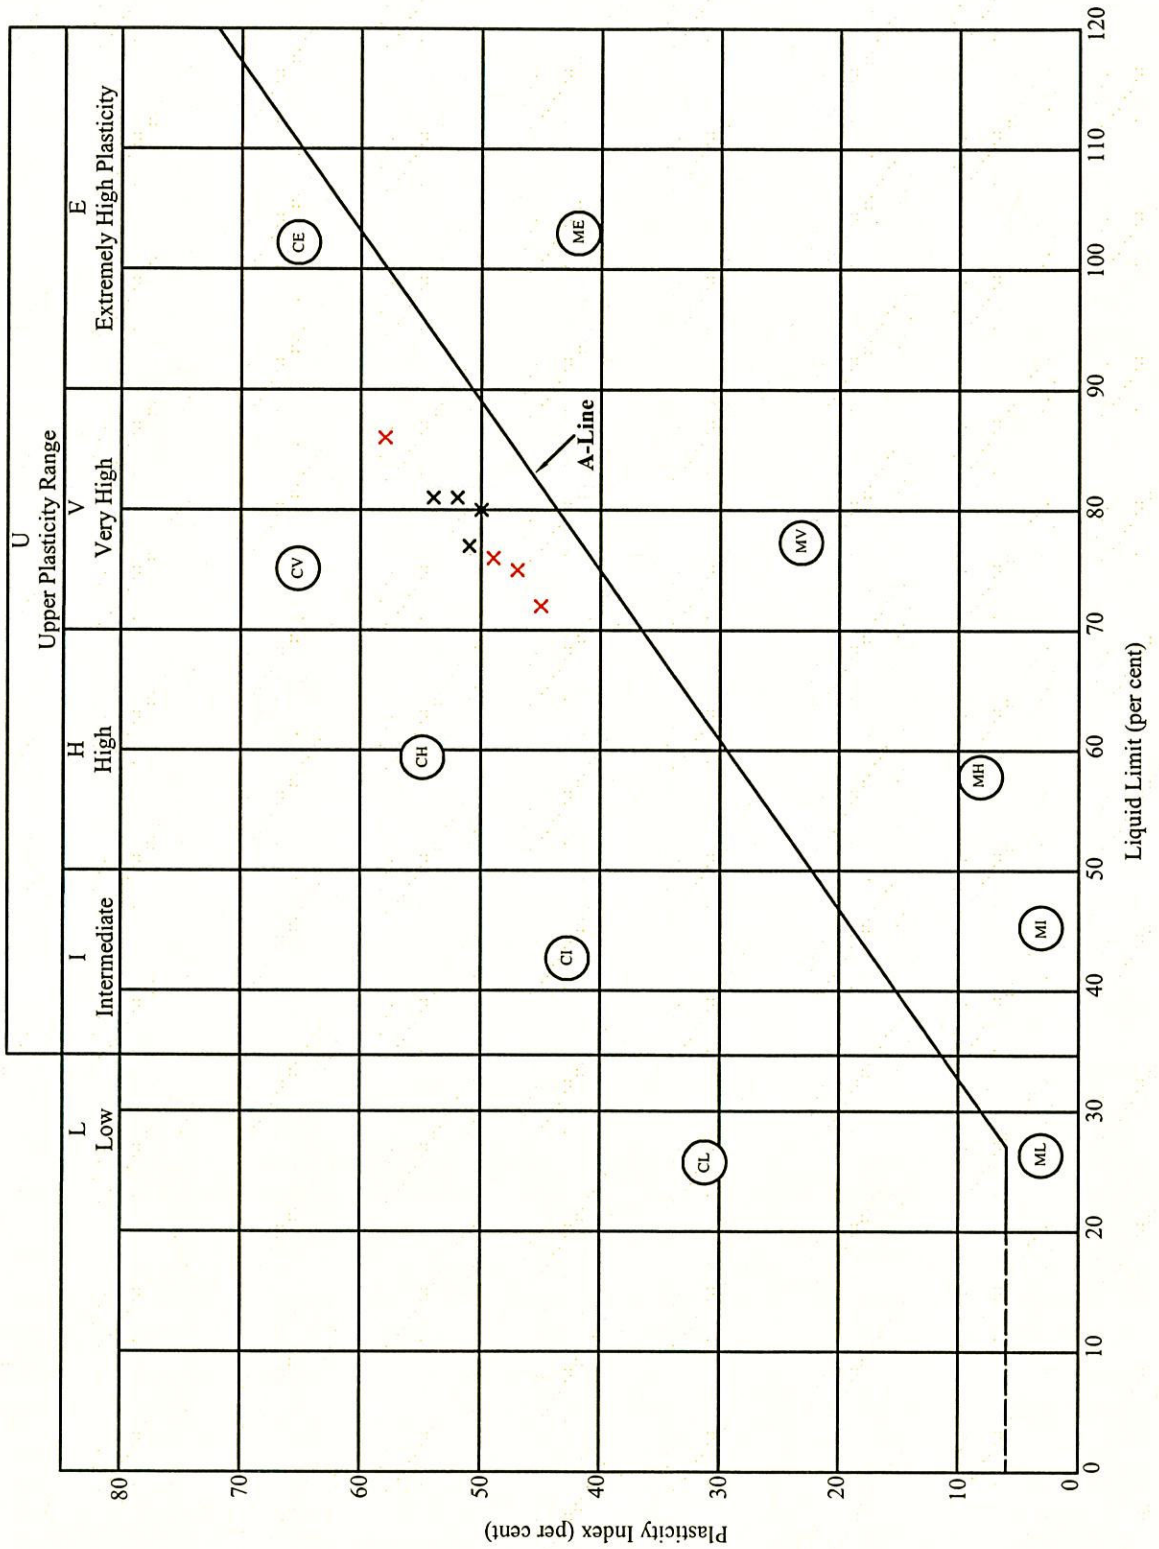 U
Upper Plasticity Range
L
Low
I
Intermediate
H
High
V
Very High
E
Extremely High Plasticity
80
70
60
50
40
30
20
10
0
Plasticity Index (per cent)
CE
CV
CH
CI
CL
ME
MV
MH
MI
ML
A-Line
0
10
20
30
40
50
60
70
80
90
100
110
120
Liquid Limit (per cent)